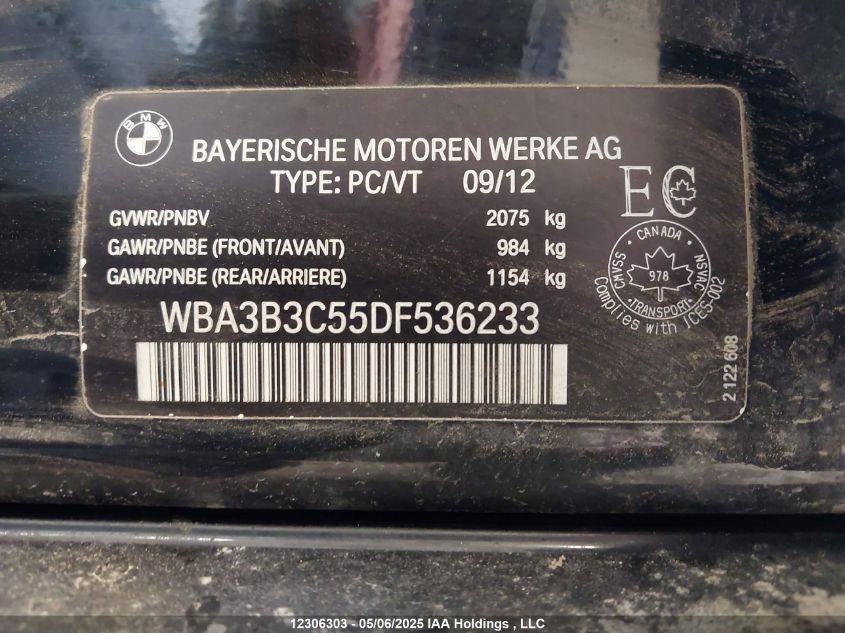 BMW
BAYERISCHE MOTOREN WERKE AG
TYPE: PC/VT 09/12
EC
GVWR/PNBV 2075 kg
GAWR/PNBE (FRONT/AVANT) 984 kg
GAWR/PNBE (REAR/ARRIERE) 1154 kg
CANADA
CMVSS 978 NSVAC
TRANSPORT
Complies with ICES-002
WBA3B3C55DF536233
2 122 608
12306303 - 05/06/2025 IAA Holdings , LLC